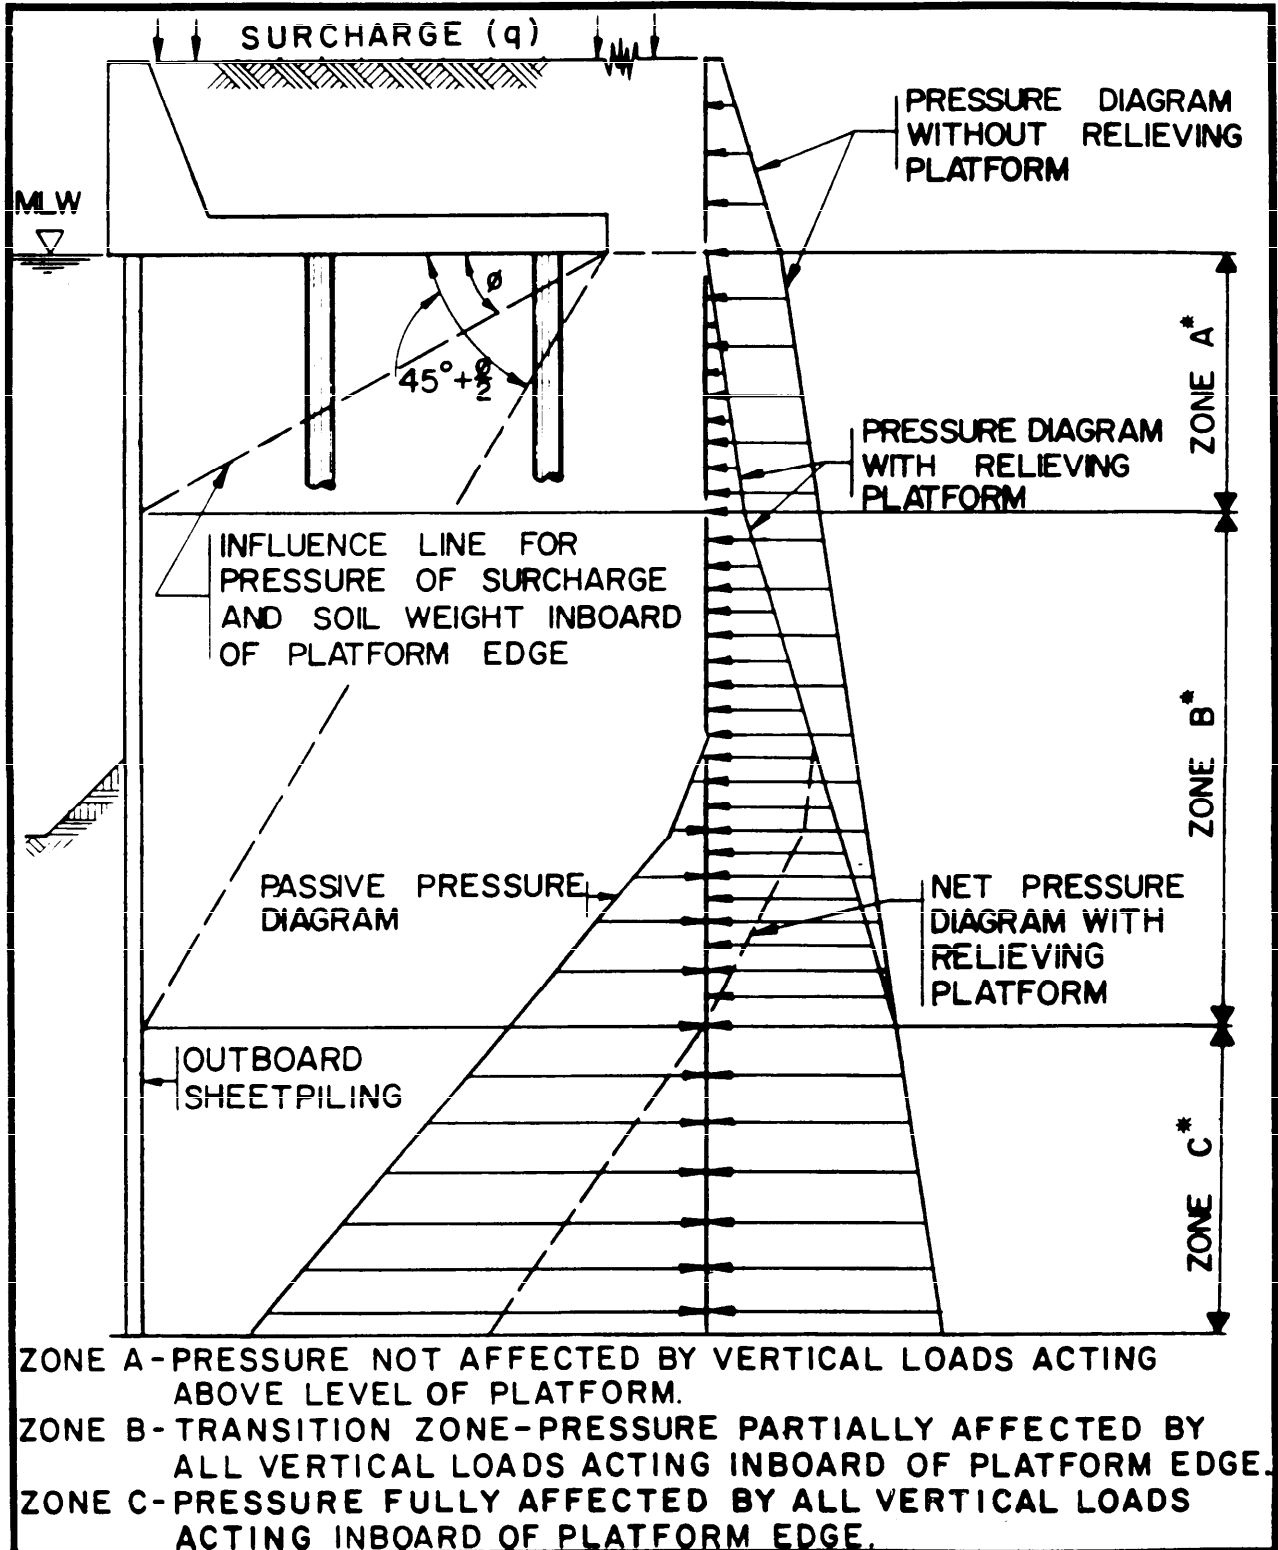 SURCHARGE (q)
PRESSURE DIAGRAM
WITHOUT RELIEVING
PLATFORM
MLW
ø
45°+ø/2
ZONE A*
PRESSURE DIAGRAM
WITH RELIEVING
PLATFORM
INFLUENCE LINE FOR
PRESSURE OF SURCHARGE
AND SOIL WEIGHT INBOARD
OF PLATFORM EDGE
ZONE B*
PASSIVE PRESSURE
DIAGRAM
NET PRESSURE
DIAGRAM WITH
RELIEVING
PLATFORM
OUTBOARD
SHEETPILING
ZONE C*
ZONE A-PRESSURE NOT AFFECTED BY VERTICAL LOADS ACTING
ABOVE LEVEL OF PLATFORM.
ZONE B-TRANSITION ZONE-PRESSURE PARTIALLY AFFECTED BY
ALL VERTICAL LOADS ACTING INBOARD OF PLATFORM EDGE.
ZONE C-PRESSURE FULLY AFFECTED BY ALL VERTICAL LOADS
ACTING INBOARD OF PLATFORM EDGE.